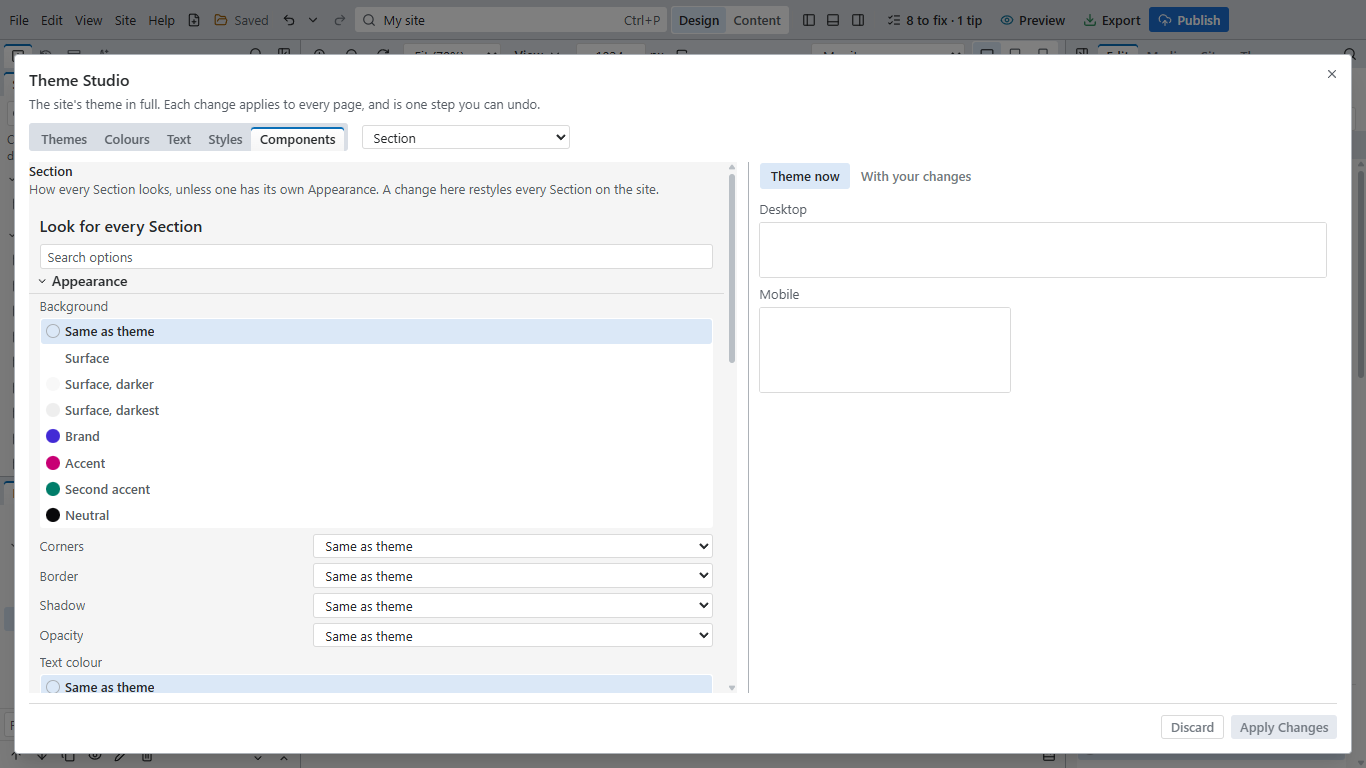 File Edit View Site Help Saved My site Ctrl+P Design Content 8 to fix · 1 tip Preview Export Publish
Theme Studio
The site's theme in full. Each change applies to every page, and is one step you can undo.
Themes Colours Text Styles Components Section
Section
How every Section looks, unless one has its own Appearance. A change here restyles every Section on the site.
Look for every Section
Search options
Appearance
Background
Same as theme
Surface
Surface, darker
Surface, darkest
Brand
Accent
Second accent
Neutral
Corners Same as theme
Border Same as theme
Shadow Same as theme
Opacity Same as theme
Text colour
Same as theme
Theme now With your changes
Desktop
Mobile
Discard Apply Changes